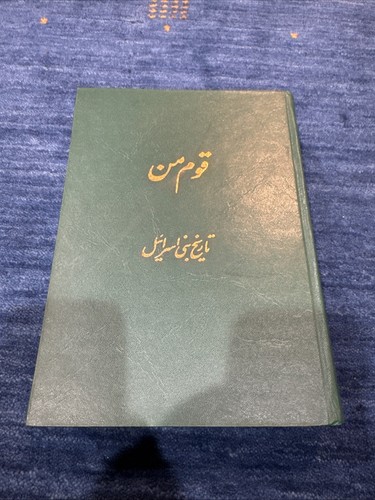 قوم من
تاریخ بنی اسرائیل